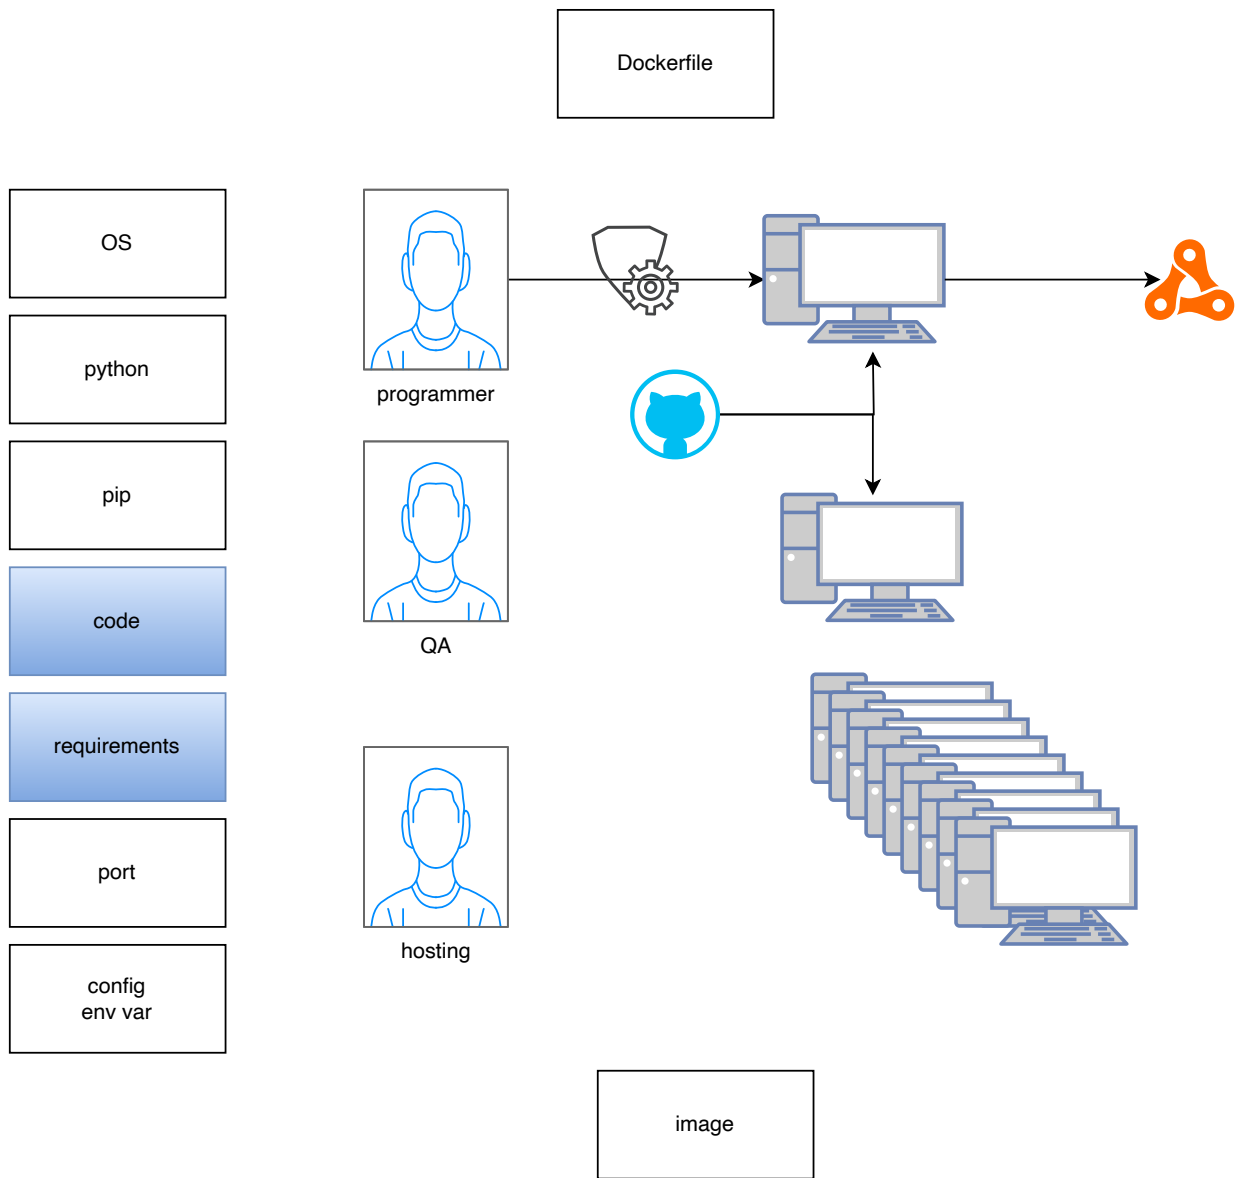 Dockerfile
OS
python
pip
code
requirements
port
config
env var
programmer
QA
hosting
image